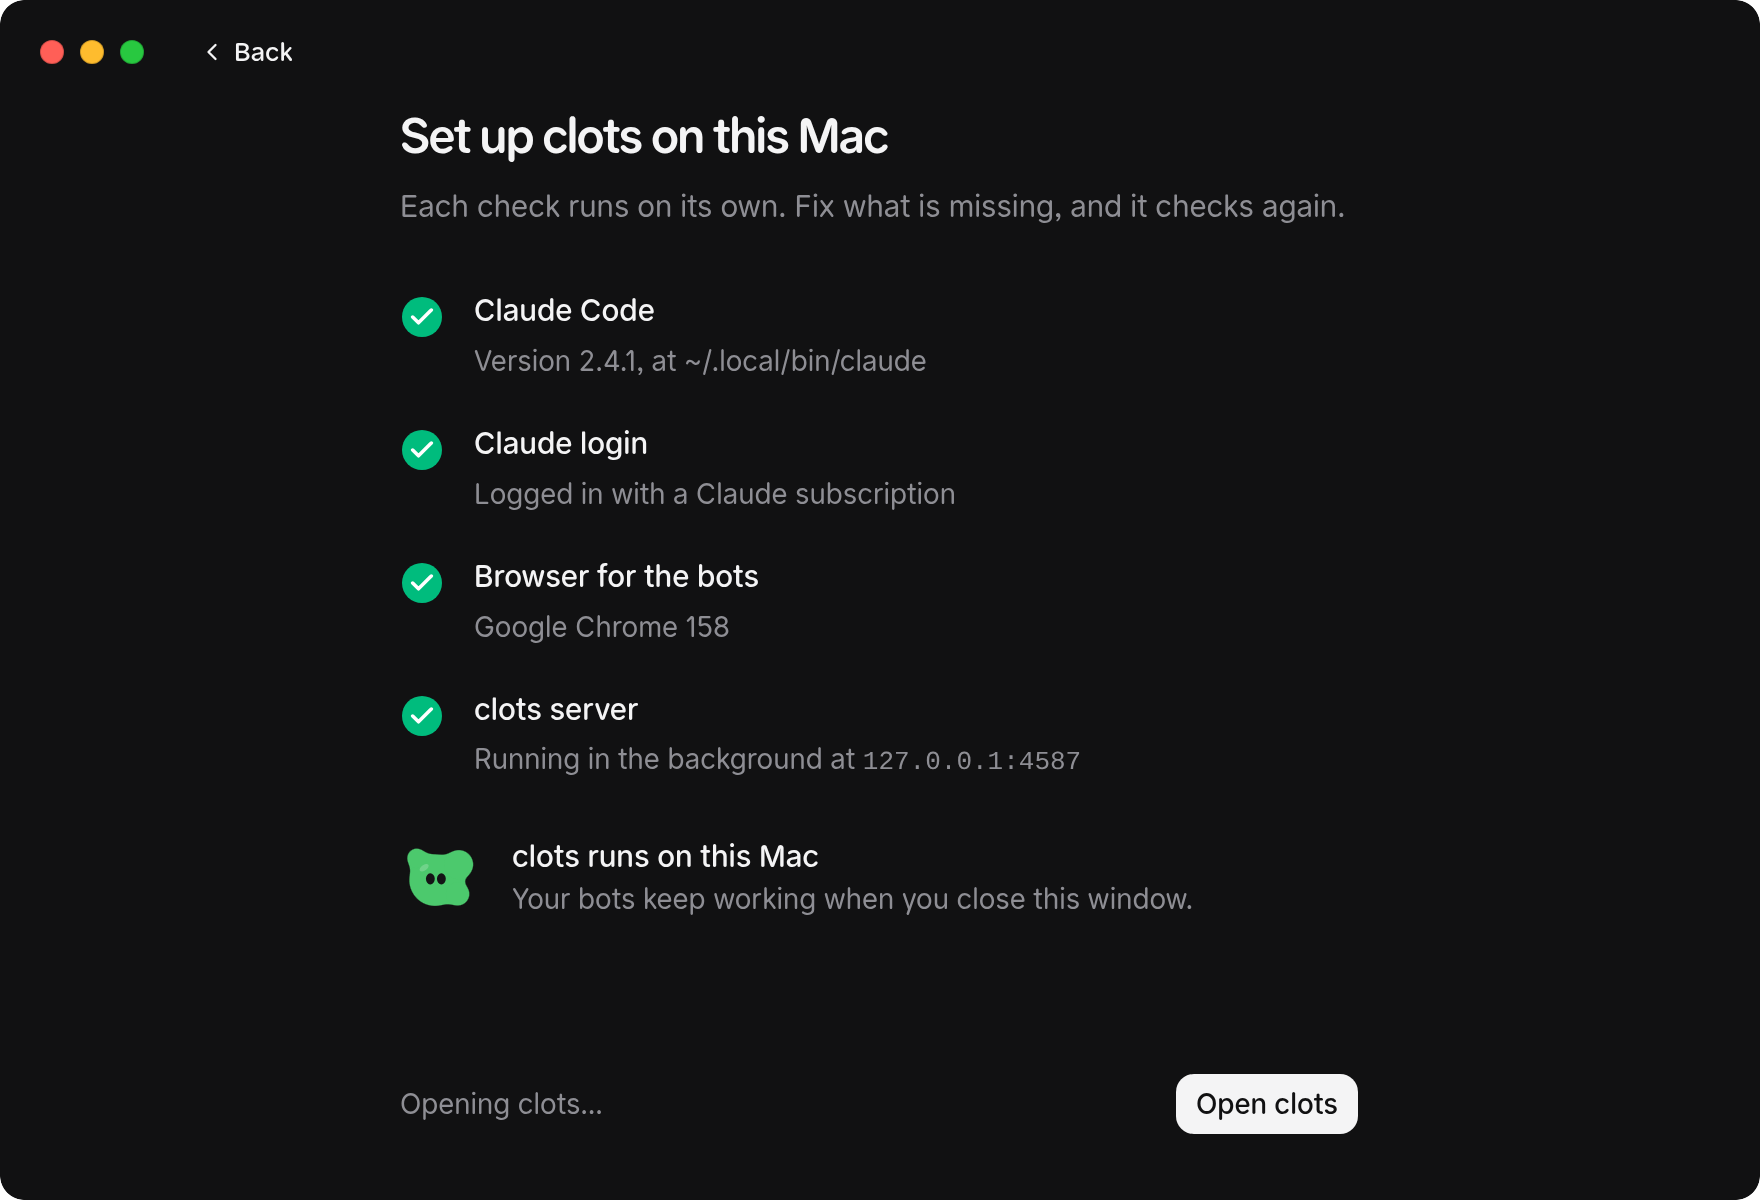 Back
Set up clots on this Mac
Each check runs on its own. Fix what is missing, and it checks again.
Claude Code
Version 2.4.1, at ~/.local/bin/claude
Claude login
Logged in with a Claude subscription
Browser for the bots
Google Chrome 158
clots server
Running in the background at 127.0.0.1:4587
clots runs on this Mac
Your bots keep working when you close this window.
Opening clots...
Open clots